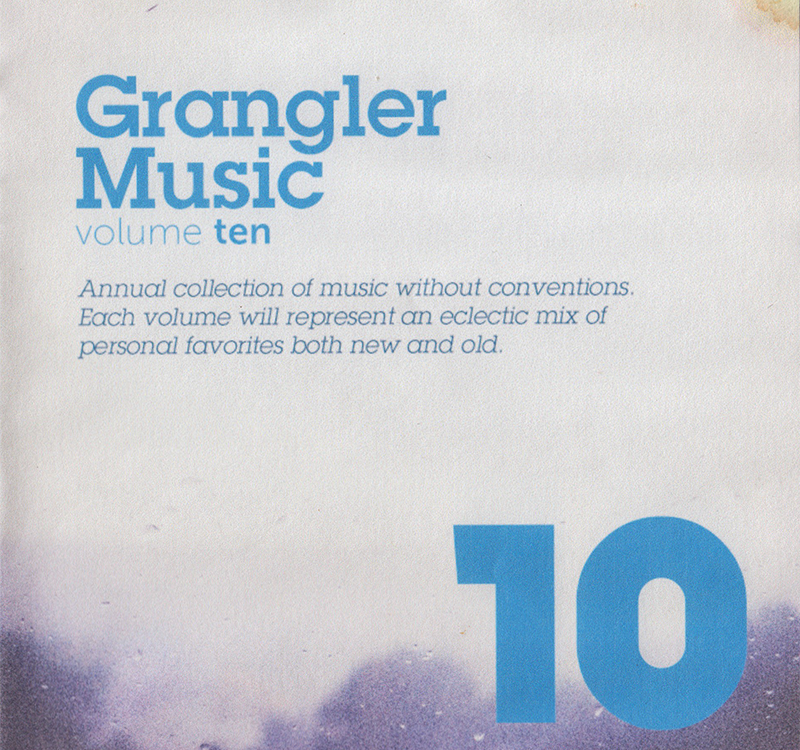 Grangler
Music
volume ten
Annual collection of music without conventions.
Each volume will represent an eclectic mix of
personal favorites both new and old.
10